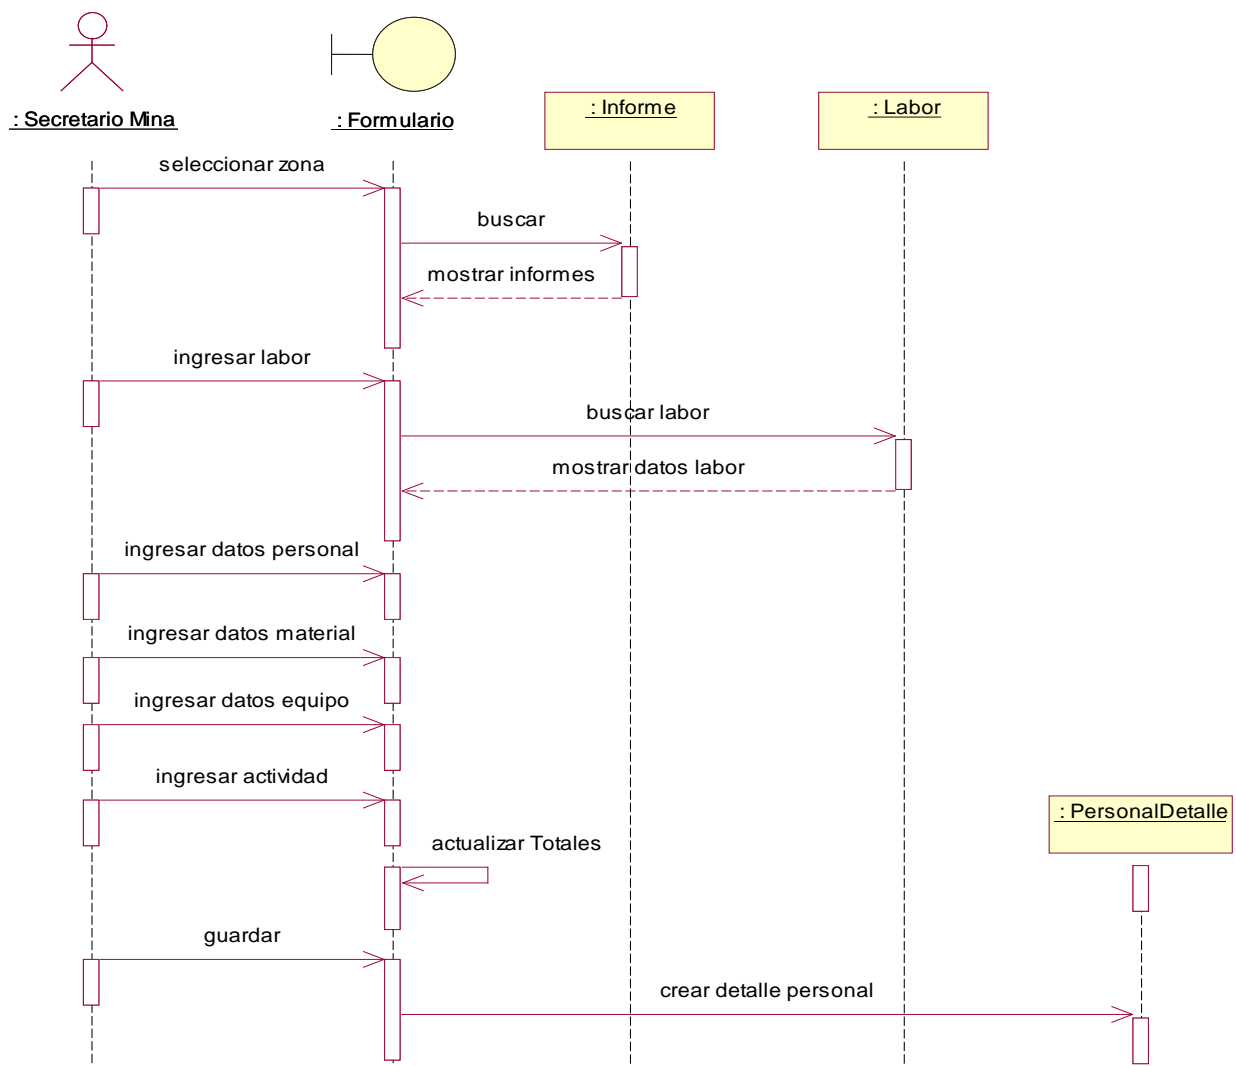 : Secretario Mina
: Formulario
: Informe
: Labor
seleccionar zona
buscar
mostrar informes
ingresar labor
buscar labor
mostrar datos labor
ingresar datos personal
ingresar datos material
ingresar datos equipo
ingresar actividad
: PersonalDetalle
actualizar Totales
guardar
crear detalle personal